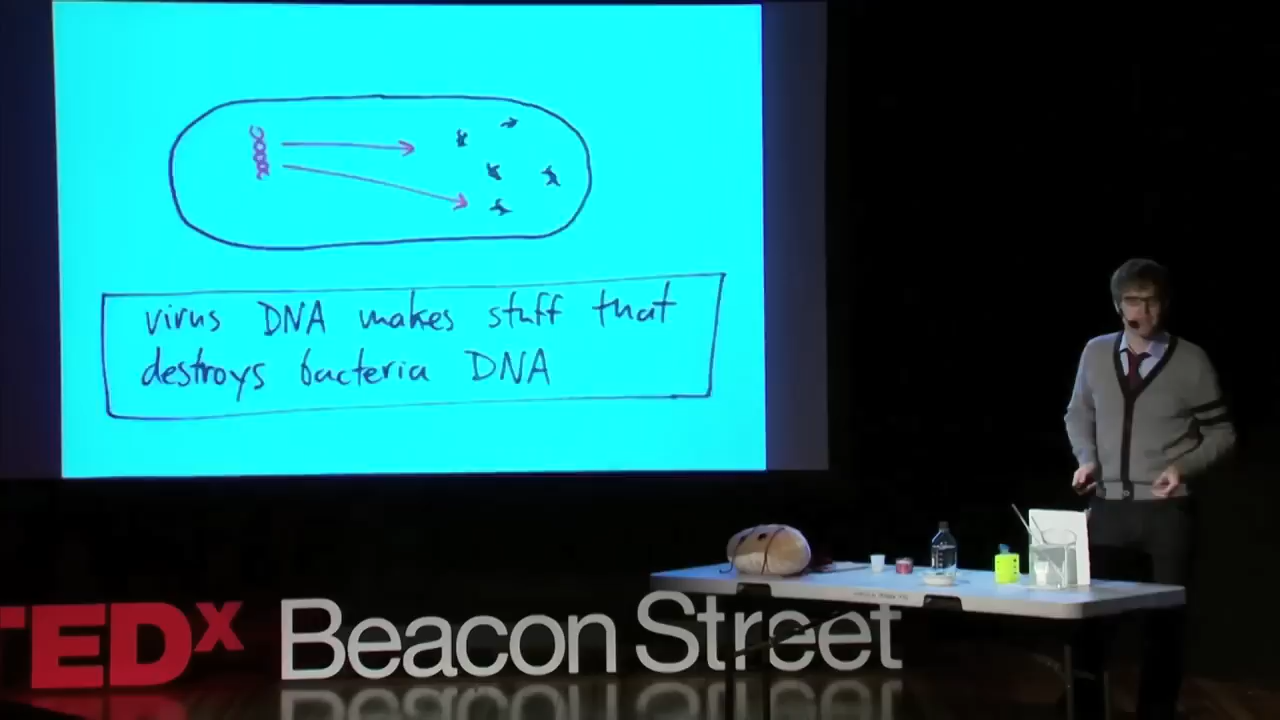 virus DNA makes stuff that
destroys bacteria DNA
TEDx Beacon Street